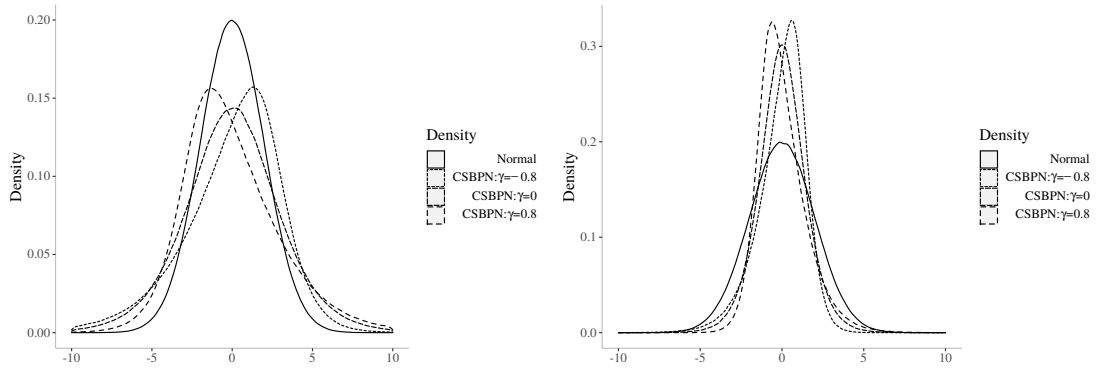 0.20
0.15
0.10
0.05
0.00
Density
-10
-5
0
5
10
Density
Normal
CSBPN:γ=−0.8
CSBPN:γ=0
CSBPN:γ=0.8
0.3
0.2
0.1
0.0
Density
-10
-5
0
5
10
Density
Normal
CSBPN:γ=−0.8
CSBPN:γ=0
CSBPN:γ=0.8